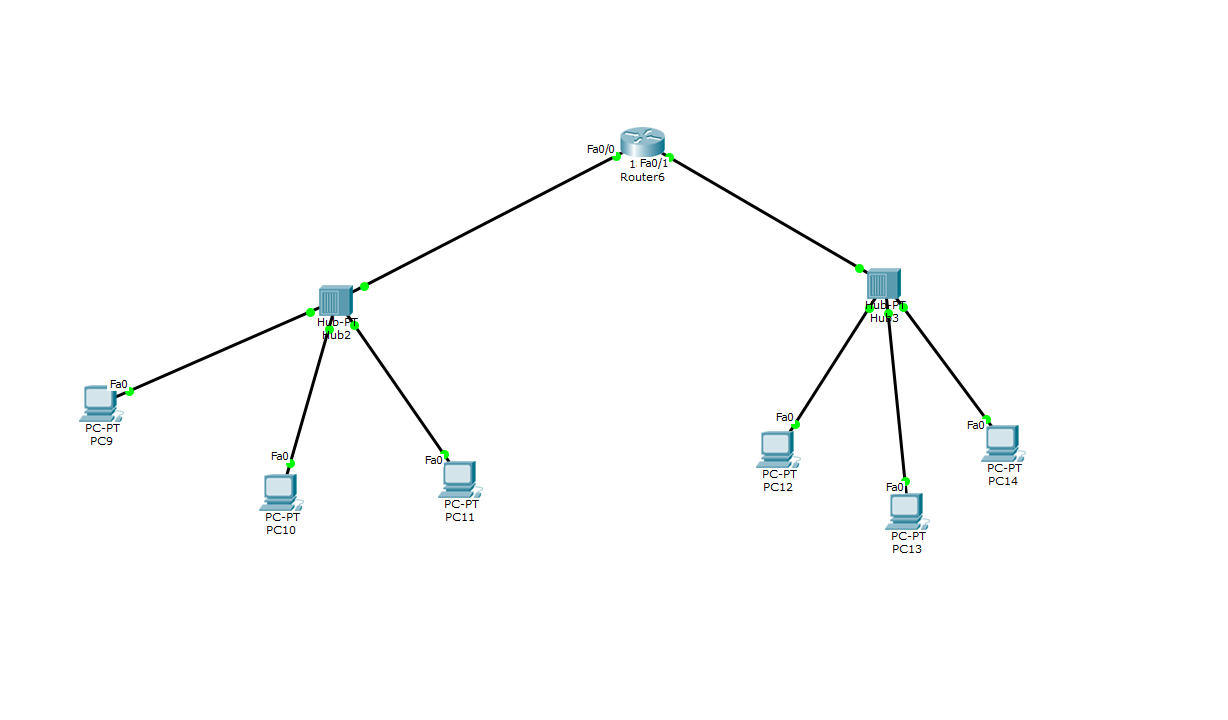 Fa0/0
1 Fa0/1
Router6
Hub-PT
Hub2
Hub-PT
Hub3
Fa0
PC-PT
PC9
Fa0
PC-PT
PC10
Fa0
PC-PT
PC11
Fa0
PC-PT
PC12
Fa0
PC-PT
PC13
Fa0
PC-PT
PC14